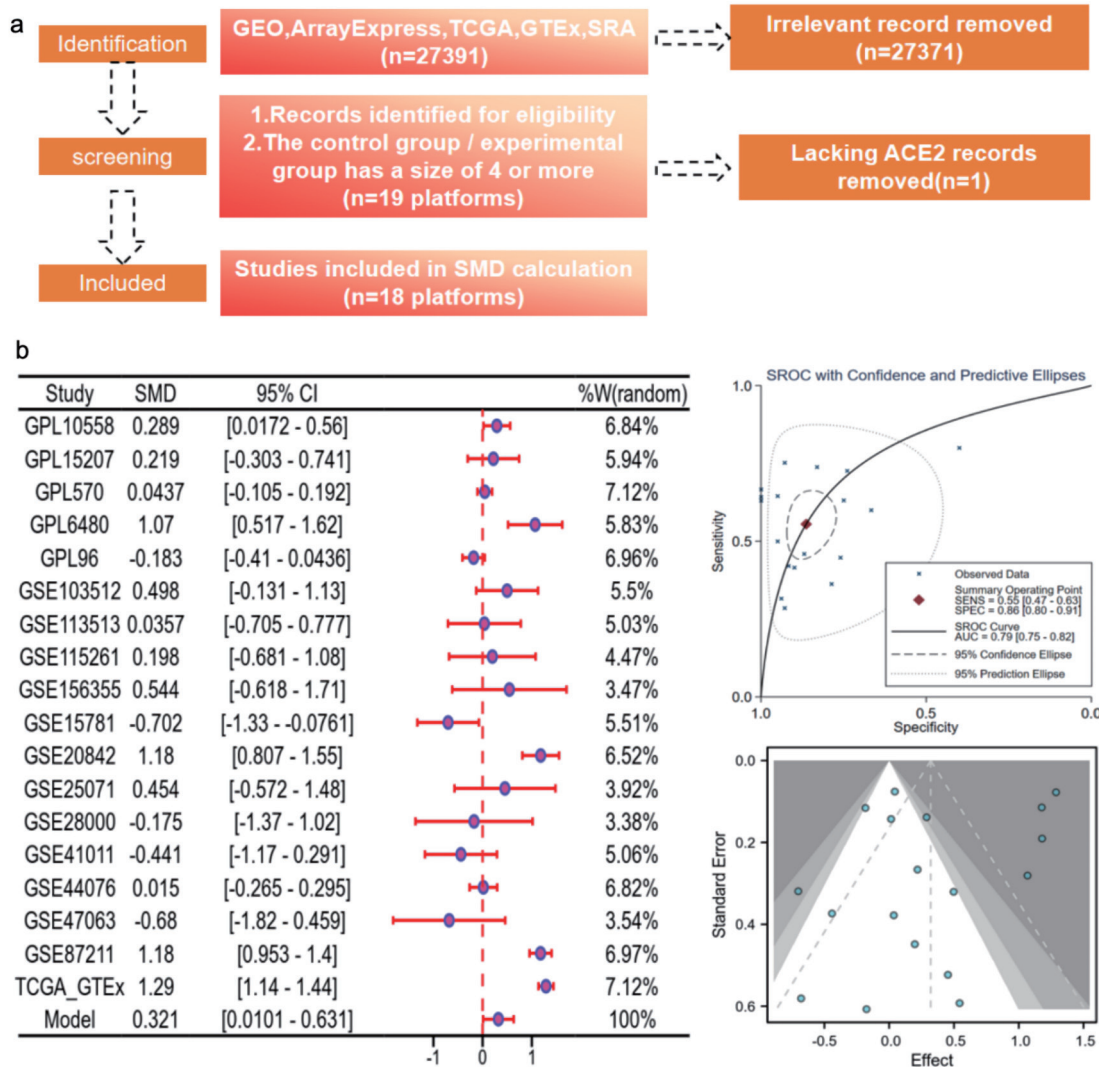 a
Identification
GEO,ArrayExpress,TCGA,GTEx,SRA
(n=27391)
Irrelevant record removed
(n=27371)
screening
1.Records identified for eligibility
2.The control group / experimental
group has a size of 4 or more
(n=19 platforms)
Lacking ACE2 records
removed(n=1)
Included
Studies included in SMD calculation
(n=18 platforms)
b
Study SMD 95% CI %W(random)
GPL10558 0.289 [0.0172 - 0.56] 6.84%
GPL15207 0.219 [-0.303 - 0.741] 5.94%
GPL570 0.0437 [-0.105 - 0.192] 7.12%
GPL6480 1.07 [0.517 - 1.62] 5.83%
GPL96 -0.183 [-0.41 - 0.0436] 6.96%
GSE103512 0.498 [-0.131 - 1.13] 5.5%
GSE113513 0.0357 [-0.705 - 0.777] 5.03%
GSE115261 0.198 [-0.681 - 1.08] 4.47%
GSE156355 0.544 [-0.618 - 1.71] 3.47%
GSE15781 -0.702 [-1.33 - -0.0761] 5.51%
GSE20842 1.18 [0.807 - 1.55] 6.52%
GSE25071 0.454 [-0.572 - 1.48] 3.92%
GSE28000 -0.175 [-1.37 - 1.02] 3.38%
GSE41011 -0.441 [-1.17 - 0.291] 5.06%
GSE44076 0.015 [-0.265 - 0.295] 6.82%
GSE47063 -0.68 [-1.82 - 0.459] 3.54%
GSE87211 1.18 [0.953 - 1.4] 6.97%
TCGA_GTEx 1.29 [1.14 - 1.44] 7.12%
Model 0.321 [0.0101 - 0.631] 100%
-1 0 1
SROC with Confidence and Predictive Ellipses
1.0
0.5
0.0
Sensitivity
Observed Data
Summary Operating Point
SENS = 0.55 [0.47 - 0.63]
SPEC = 0.86 [0.80 - 0.91]
SROC Curve
AUC = 0.79 [0.75 - 0.82]
95% Confidence Ellipse
95% Prediction Ellipse
1.0 0.5 0.0
Specificity
0.0
0.2
0.4
0.6
Standard Error
-0.5 0.0 0.5 1.0 1.5
Effect